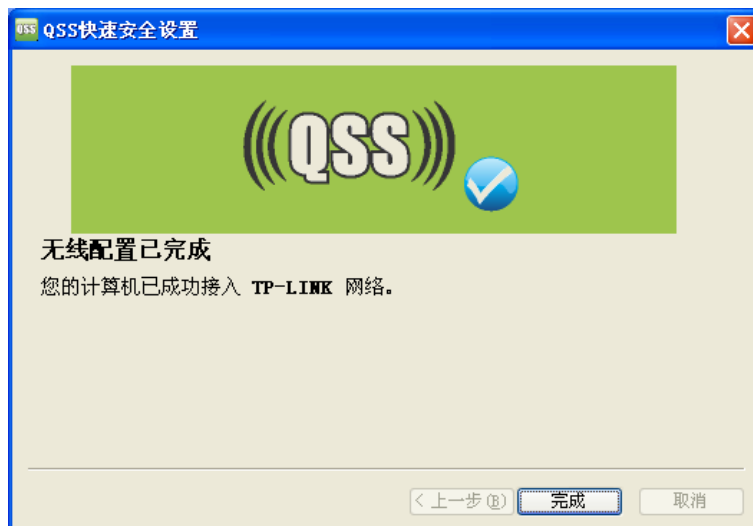 QSS QSS快速安全设置
(((QSS)))
无线配置已完成
您的计算机已成功接入 TP-LINK 网络。
< 上一步(B) 完成 取消